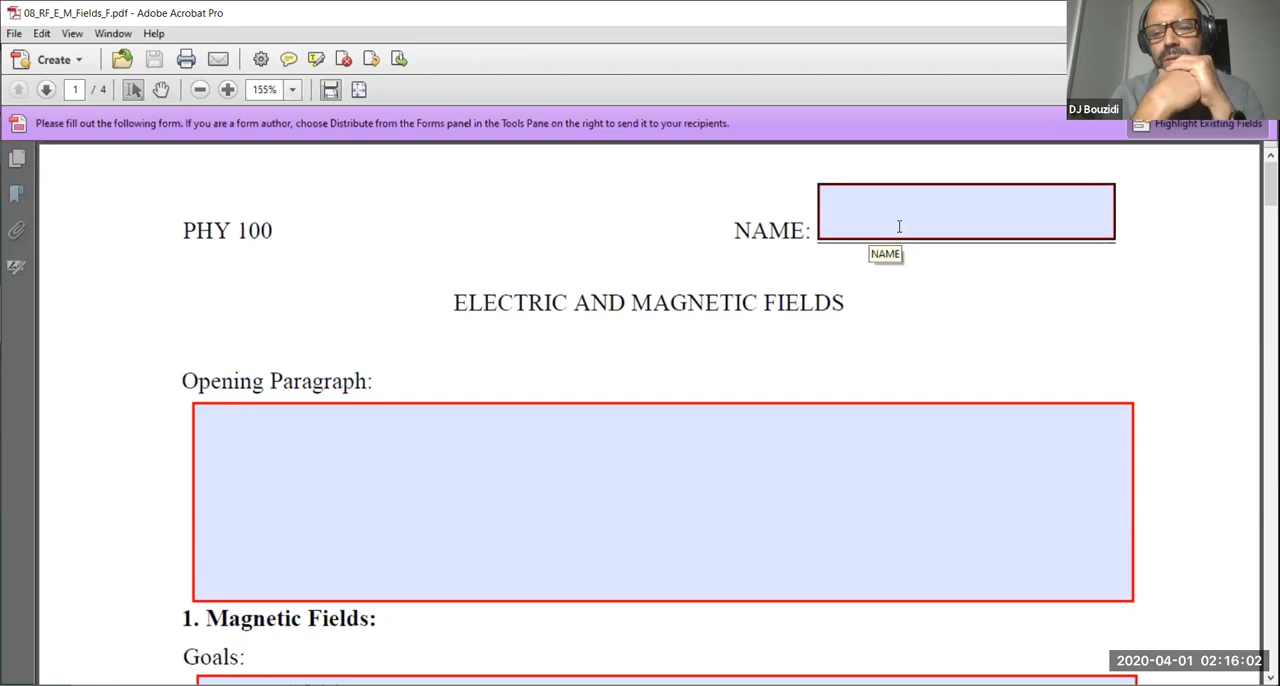 08_RF_E_M_Fields_F.pdf - Adobe Acrobat Pro
File Edit View Window Help
Create
1 / 4 155%
DJ Bouzidi
Please fill out the following form. If you are a form author, choose Distribute from the Forms panel in the Tools Pane on the right to send it to your recipients.
Highlight Existing Fields
PHY 100 NAME:
NAME
ELECTRIC AND MAGNETIC FIELDS
Opening Paragraph:
1. Magnetic Fields:
Goals:
2020-04-01 02:16:02